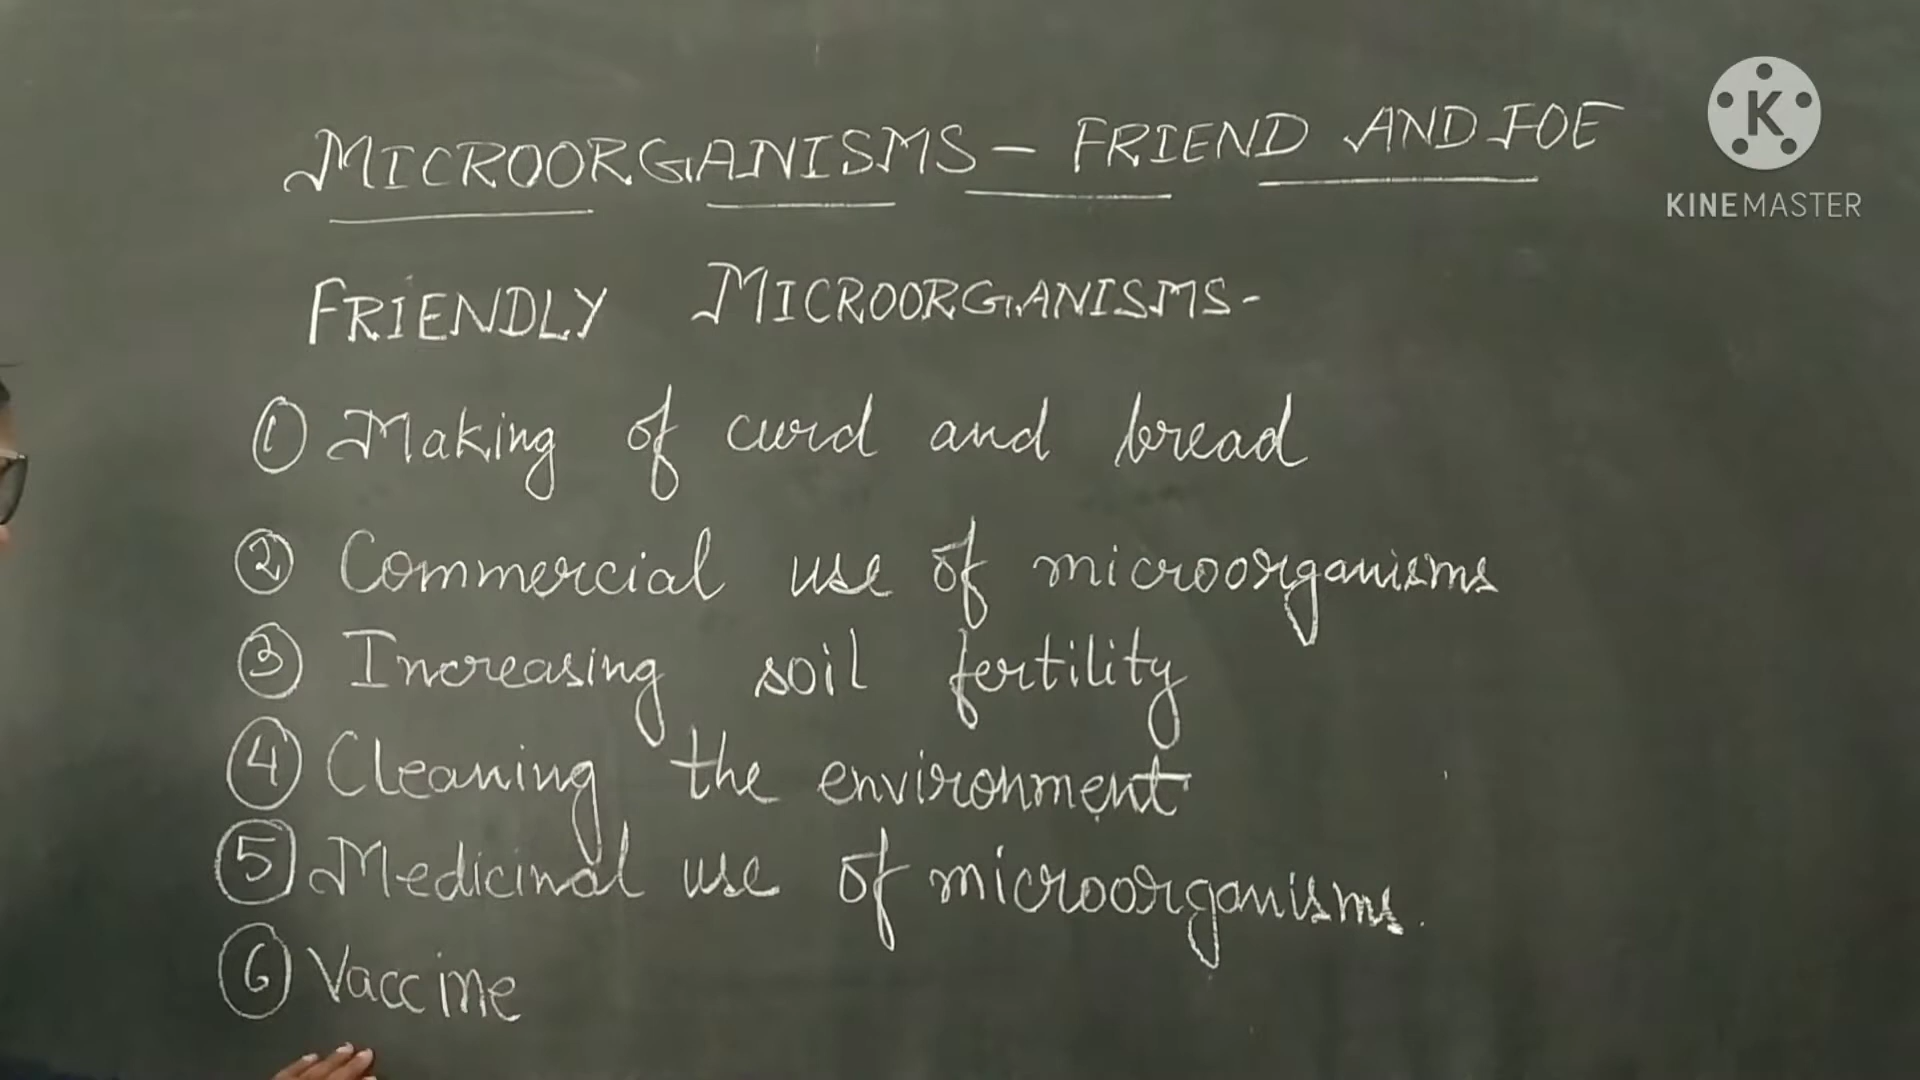 MICROORGANISMS - FRIEND AND FOE
K
KINEMASTER
FRIENDLY MICROORGANISMS-
① Making of curd and bread
② Commercial use of microorganisms
③ Increasing soil fertility
④ Cleaning the environment
⑤ Medicinal use of microorganisms.
⑥ Vaccine